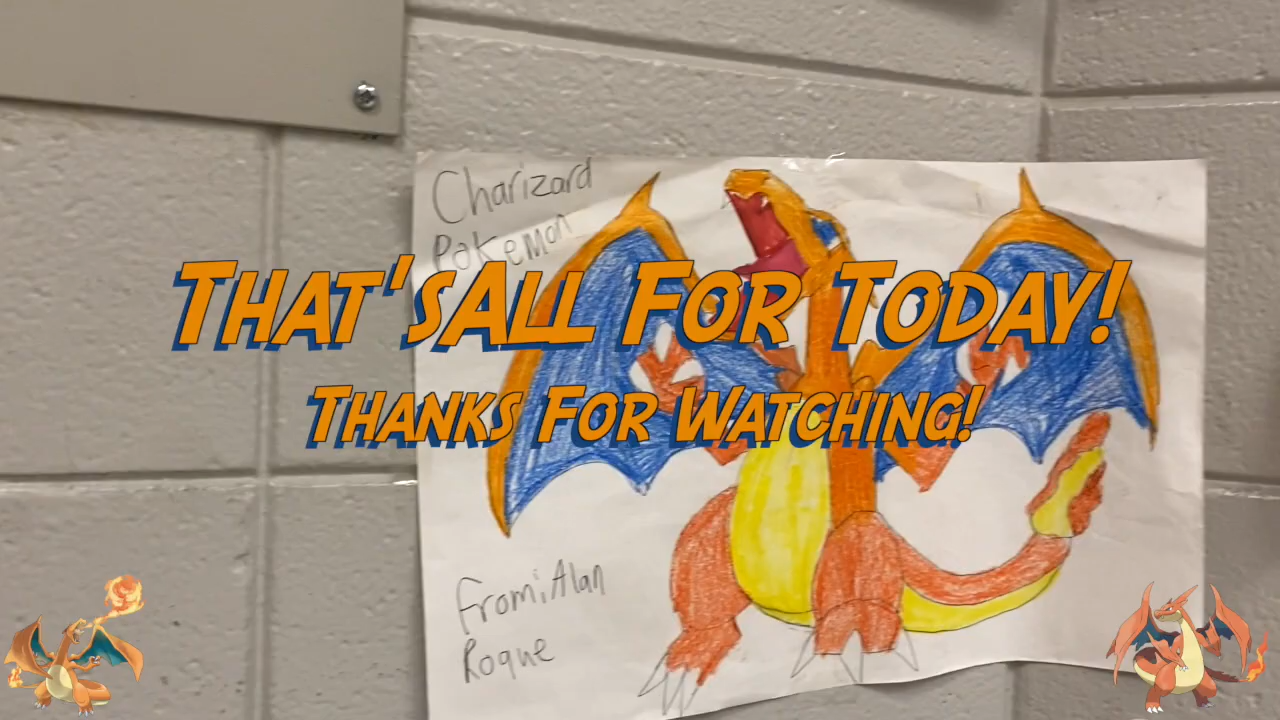 Charizard
Pokemon
That'sAll For Today!
Thanks For Watching!
From: Alan
Roque